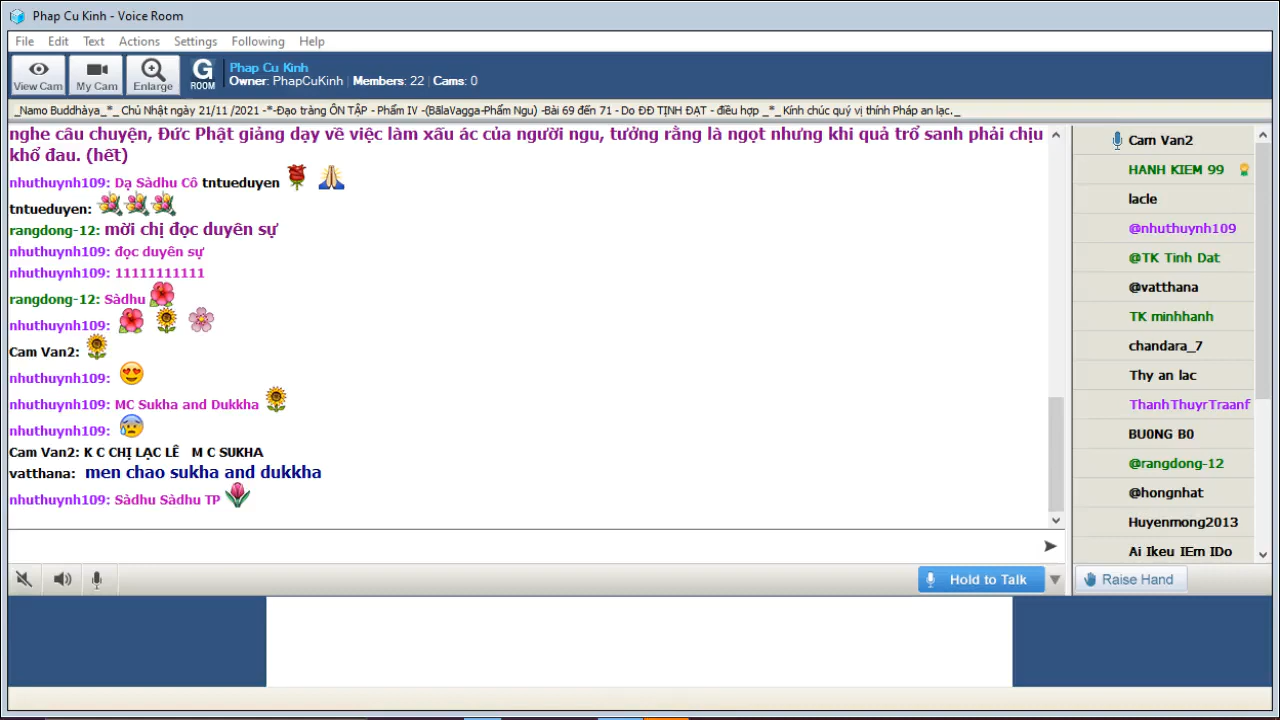 Phap Cu Kinh - Voice Room
File Edit Text Actions Settings Following Help
View Cam
My Cam
Enlarge
G ROOM
Phap Cu Kinh
Owner: PhapCuKinh | Members: 22 | Cams: 0
_Namo Buddhàya_*_ Chủ Nhật ngày 21/11 /2021 -*-Đạo tràng ÔN TẬP - Phẩm IV -(BãlaVagga-Phẩm Ngu) -Bài 69 đến 71 - Do ĐĐ TỊNH ĐẠT - điều hợp _*_ Kính chúc quý vị thính Pháp an lạc._
nghe câu chuyện, Đức Phật giảng dạy về việc làm xấu ác của người ngu, tưởng rằng là ngọt nhưng khi quả trổ sanh phải chịu
khổ đau. (hết)
nhuthuynh109: Dạ Sàdhu Cô tntueduyen
tntueduyen:
rangdong-12: mời chị đọc duyên sự
nhuthuynh109: đọc duyên sự
nhuthuynh109: 11111111111
rangdong-12: Sàdhu
nhuthuynh109:
Cam Van2:
nhuthuynh109:
nhuthuynh109: MC Sukha and Dukkha
nhuthuynh109:
Cam Van2: K C CHỊ LẠC LÊ M C SUKHA
vatthana: men chao sukha and dukkha
nhuthuynh109: Sàdhu Sàdhu TP
Cam Van2
HANH KIEM 99
lacle
@nhuthuynh109
@TK Tinh Dat
@vatthana
TK minhhanh
chandara_7
Thy an lac
ThanhThuyrTraanf
BU0NG B0
@rangdong-12
@hongnhat
Huyenmong2013
Ai Ikeu IEm IDo
Hold to Talk
Raise Hand